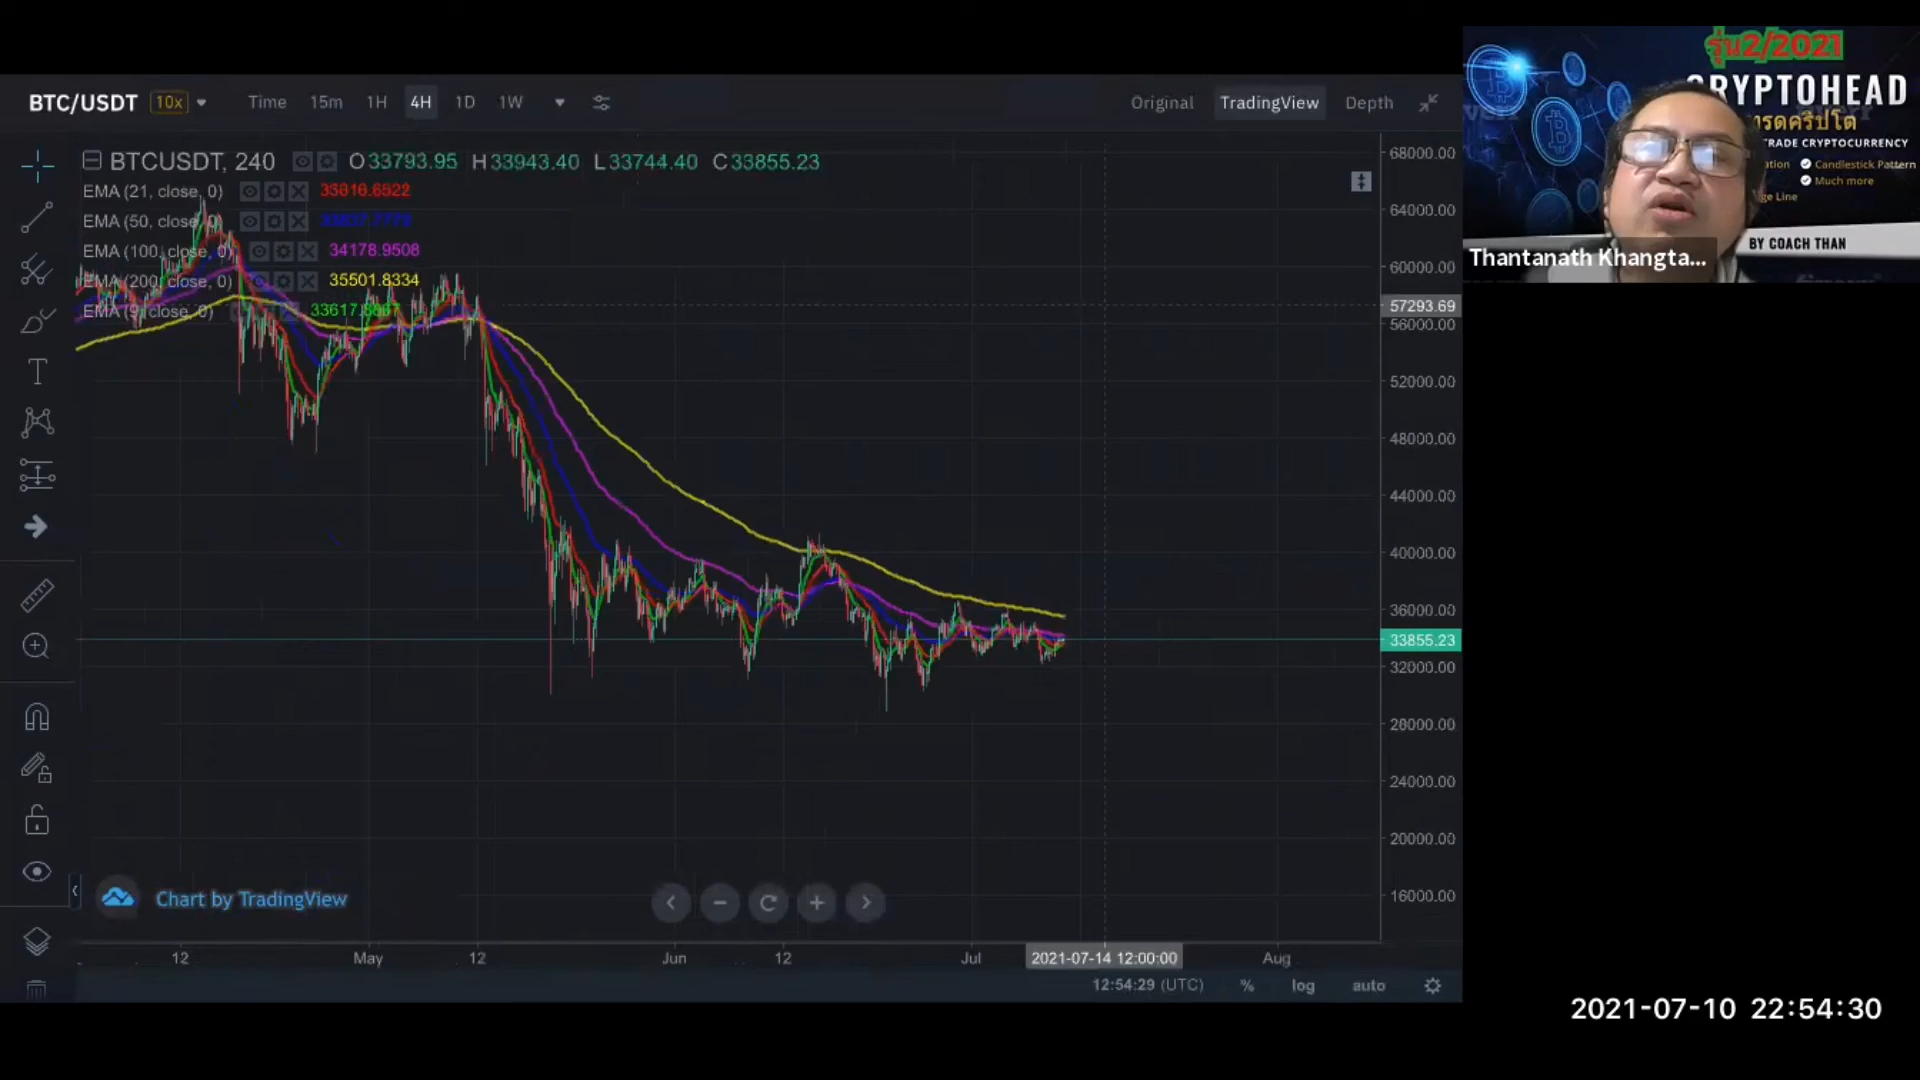 BTC/USDT 10x Time 15m 1H 4H 1D 1W Original TradingView Depth
BTCUSDT, 240 O33793.95 H33943.40 L33744.40 C33855.23
EMA (21, close, 0)
EMA (50, close, 0)
EMA (100, close, 0) 34178.9508
EMA (200, close, 0) 35501.8334
EMA (9, close, 0)
68000.00
64000.00
60000.00
57293.69
56000.00
52000.00
48000.00
44000.00
40000.00
36000.00
33855.23
32000.00
28000.00
24000.00
20000.00
16000.00
Chart by TradingView
12 May 12 Jun 12 Jul 2021-07-14 12:00:00 Aug
12:54:29 (UTC) % log auto
รุ่น2/2021
RYPTOHEAD
TRADE CRYPTOCURRENCY
Candlestick Pattern
Much more
ge Line
BY COACH THAN
Thantanath Khangta...
2021-07-10 22:54:30